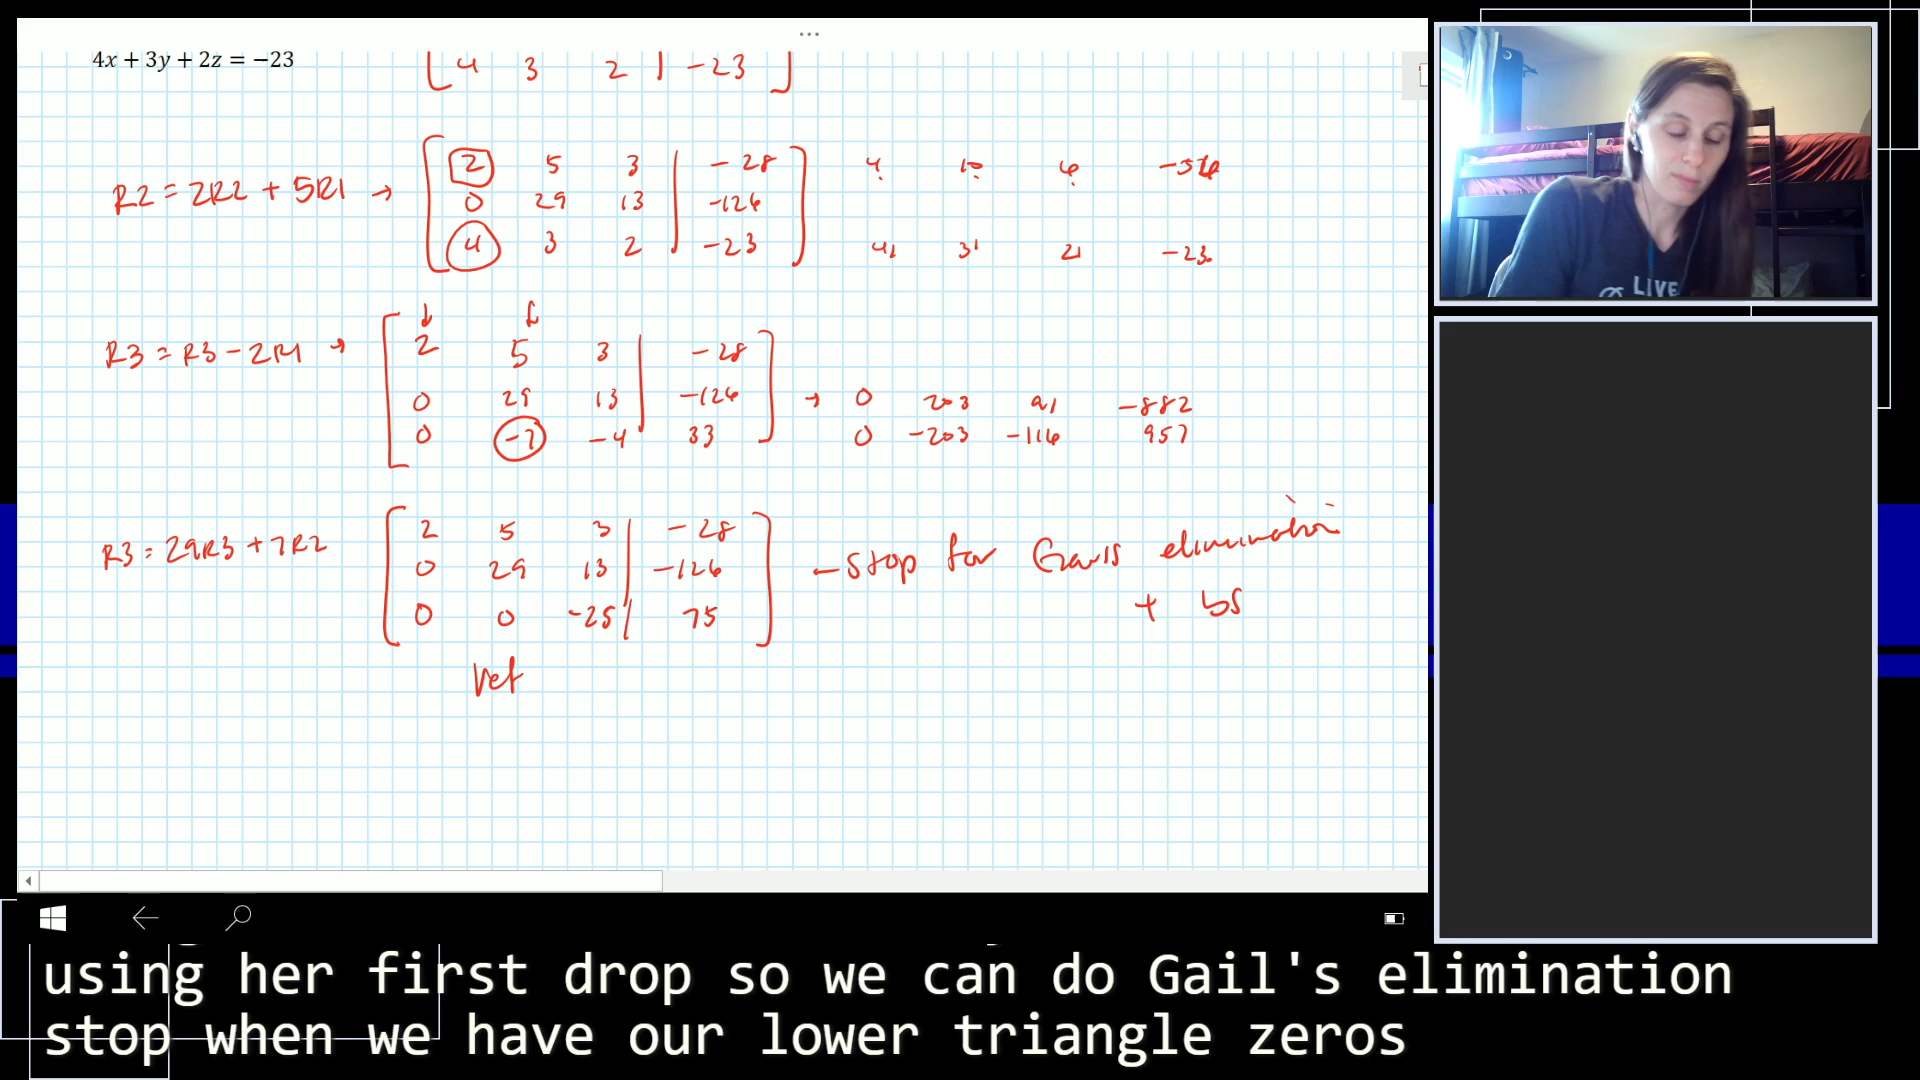 4x + 3y + 2z = −23
4 3 2 | -23
R2 = 2R2 + 5R1 →
2 5 3 | -28
0 29 13 | -126
4 3 2 | -23
4 10 6 -56
4 3 2 -23
R3 = R3 - 2R1 →
2 5 3 | -28
0 29 13 | -126 → 0 203 91 -882
0 -7 -4 33 0 -203 -116 957
R3 = 29R3 + 7R2
2 5 3 | -28
0 29 13 | -126
0 0 -25 | 75
- Stop for Gauss elimination
+ bs
ref
LIVE
using her first drop so we can do Gail's elimination
stop when we have our lower triangle zeros